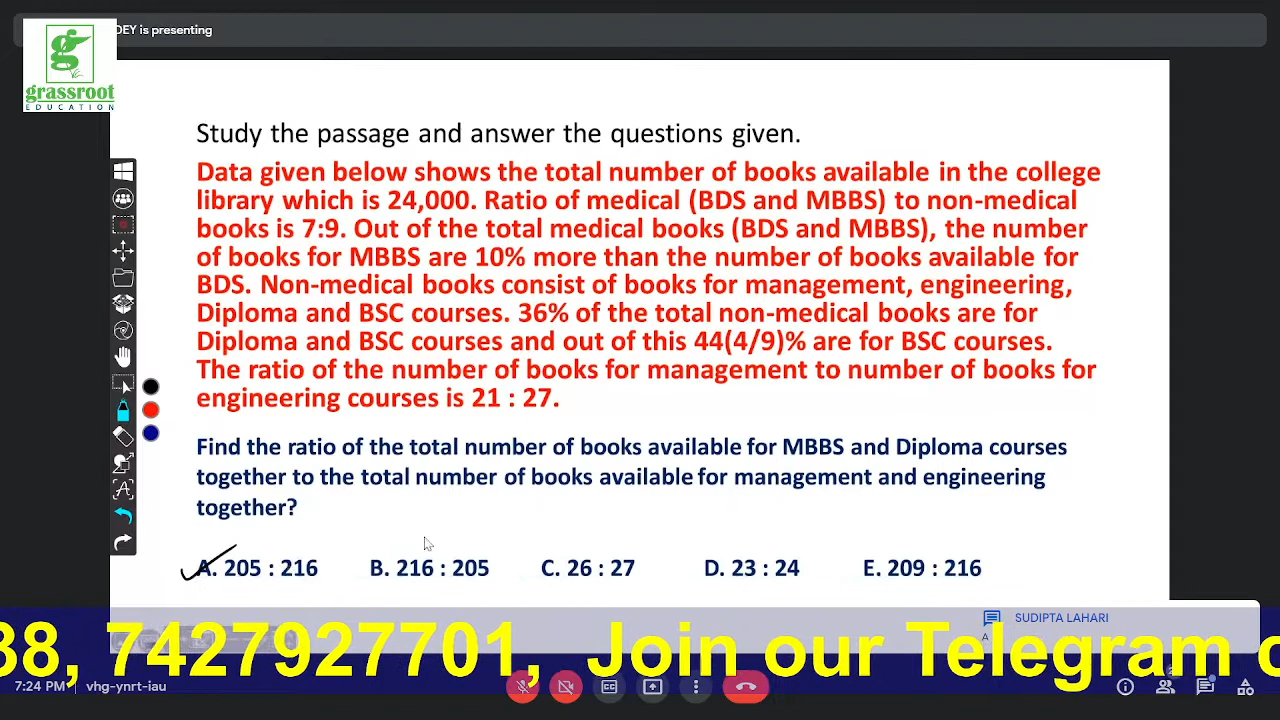 DEY is presenting
g
grassroot
EDUCATION
Study the passage and answer the questions given.
Data given below shows the total number of books available in the college
library which is 24,000. Ratio of medical (BDS and MBBS) to non-medical
books is 7:9. Out of the total medical books (BDS and MBBS), the number
of books for MBBS are 10% more than the number of books available for
BDS. Non-medical books consist of books for management, engineering,
Diploma and BSC courses. 36% of the total non-medical books are for
Diploma and BSC courses and out of this 44(4/9)% are for BSC courses.
The ratio of the number of books for management to number of books for
engineering courses is 21 : 27.
Find the ratio of the total number of books available for MBBS and Diploma courses
together to the total number of books available for management and engineering
together?
A. 205 : 216 B. 216 : 205 C. 26 : 27 D. 23 : 24 E. 209 : 216
SUDIPTA LAHARI
A
38, 7427927701, Join our Telegram c
7:24 PM vhg-ynrt-iau